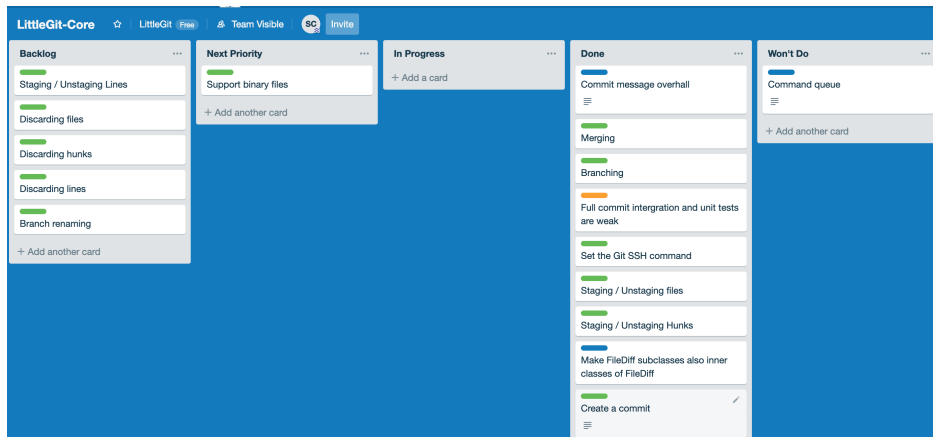 LittleGit-Core
LittleGit Free
Team Visible
SC
Invite
Backlog
Staging / Unstaging Lines
Discarding files
Discarding hunks
Discarding lines
Branch renaming
+ Add another card
Next Priority
Support binary files
+ Add another card
In Progress
+ Add a card
Done
Commit message overhall
Merging
Branching
Full commit intergration and unit tests
are weak
Set the Git SSH command
Staging / Unstaging files
Staging / Unstaging Hunks
Make FileDiff subclasses also inner
classes of FileDiff
Create a commit
Won't Do
Command queue
+ Add another card